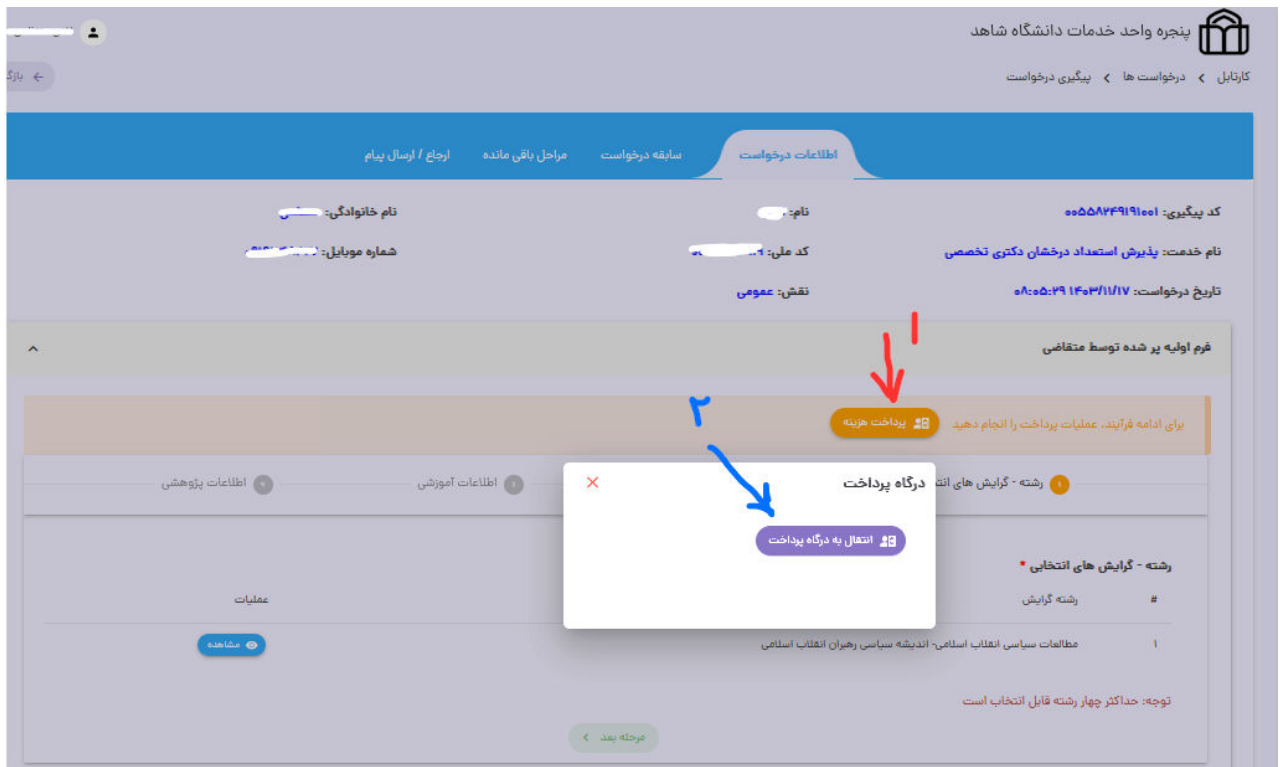 پنجره واحد خدمات دانشگاه شاهد
کارتابل > درخواست ها > پیگیری درخواست
اطلاعات درخواست
سابقه درخواست
مراحل باقی مانده
ارجاع / ارسال پیام
کد پیگیری: ۰۰۵۵۸۲۴۹۱۹۱۰۰۱
نام:
نام خانوادگی:
نام خدمت: پذیرش استعداد درخشان دکتری تخصصی
کد ملی:
شماره موبایل:
تاریخ درخواست: ۱۴۰۳/۱۱/۱۷ ۰۸:۰۵:۲۹
نقش: عمومی
فرم اولیه پر شده توسط متقاضی
۱
برای ادامه فرآیند، عملیات پرداخت را انجام دهید
پرداخت هزینه
۲
رشته - گرایش های
اطلاعات آموزشی
اطلاعات پژوهشی
درگاه پرداخت
انتقال به درگاه پرداخت
رشته - گرایش های انتخابی *
# رشته گرایش عملیات
۱ مطالعات سیاسی انقلاب اسلامی- اندیشه سیاسی رهبران انقلاب اسلامی مشاهده
توجه: حداکثر چهار رشته قابل انتخاب است
مرحله بعد